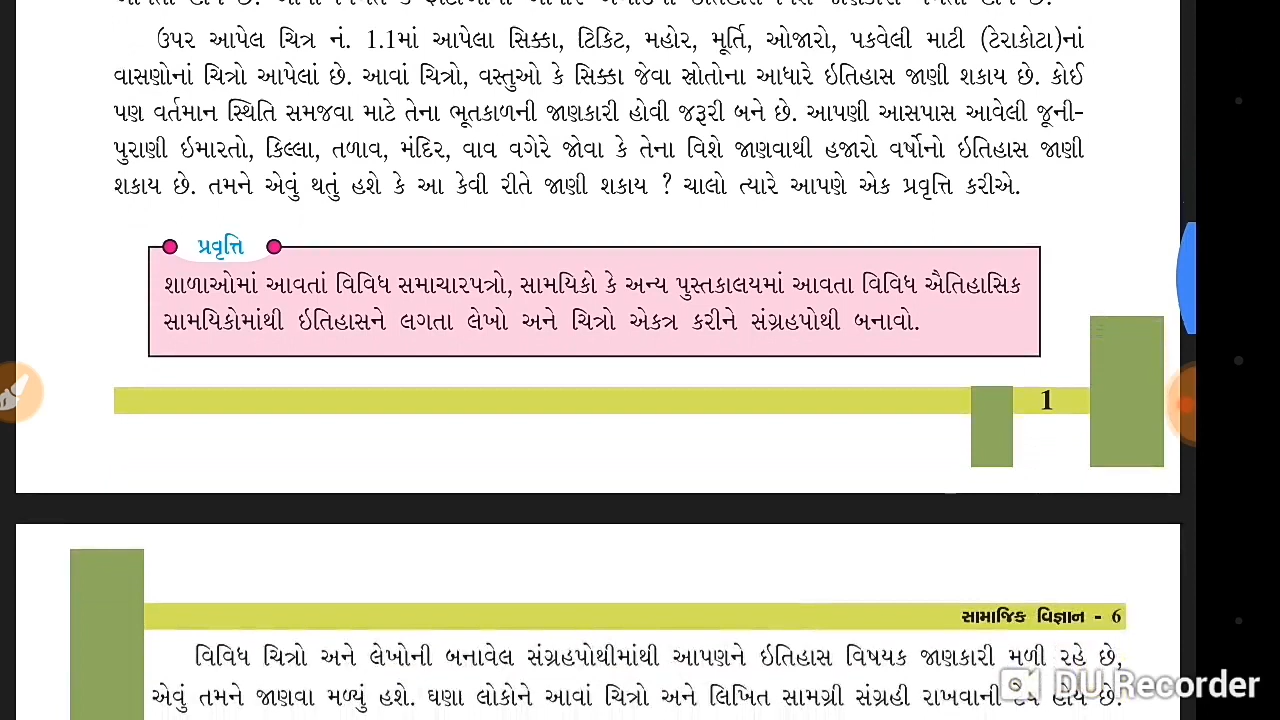 ઉપર આપેલ ચિત્ર નં. 1.1માં આપેલા સિક્કા, ટિકિટ, મહોર, મૂર્તિ, ઓજારો, પકવેલી માટી (ટેરાકોટા)નાં
વાસણોનાં ચિત્રો આપેલાં છે. આવાં ચિત્રો, વસ્તુઓ કે સિક્કા જેવા સ્રોતોના આધારે ઇતિહાસ જાણી શકાય છે. કોઈ
પણ વર્તમાન સ્થિતિ સમજવા માટે તેના ભૂતકાળની જાણકારી હોવી જરૂરી બને છે. આપણી આસપાસ આવેલી જૂની-
પુરાણી ઇમારતો, કિલ્લા, તળાવ, મંદિર, વાવ વગેરે જોવા કે તેના વિશે જાણવાથી હજારો વર્ષોનો ઇતિહાસ જાણી
શકાય છે. તમને એવું થતું હશે કે આ કેવી રીતે જાણી શકાય ? ચાલો ત્યારે આપણે એક પ્રવૃત્તિ કરીએ.
પ્રવૃત્તિ
શાળાઓમાં આવતાં વિવિધ સમાચારપત્રો, સામયિકો કે અન્ય પુસ્તકાલયમાં આવતા વિવિધ ઐતિહાસિક
સામયિકોમાંથી ઇતિહાસને લગતા લેખો અને ચિત્રો એકત્ર કરીને સંગ્રહપોથી બનાવો.
1
સામાજિક વિજ્ઞાન - 6
વિવિધ ચિત્રો અને લેખોની બનાવેલ સંગ્રહપોથીમાંથી આપણને ઇતિહાસ વિષયક જાણકારી મળી રહે છે,
એવું તમને જાણવા મળ્યું હશે. ઘણા લોકોને આવાં ચિત્રો અને લિખિત સામગ્રી સંગ્રહી રાખવાની હોય છે.
DU Recorder